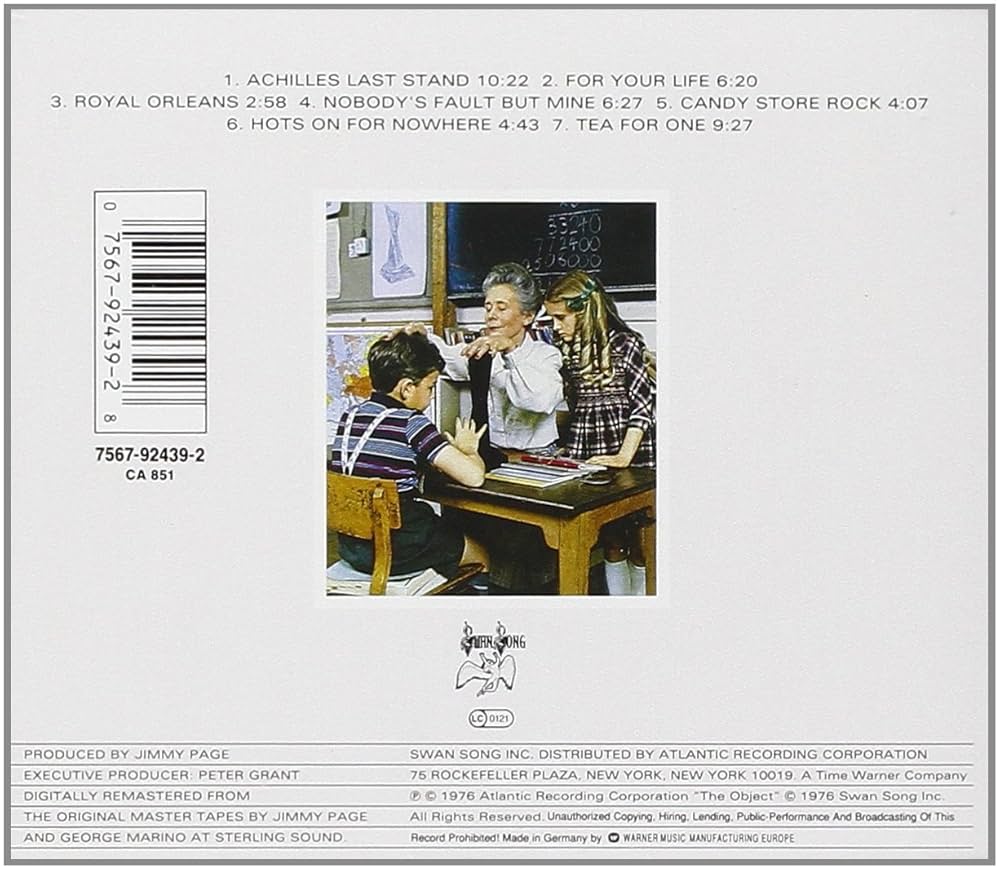 1. ACHILLES LAST STAND 10:22 2. FOR YOUR LIFE 6:20
3. ROYAL ORLEANS 2:58 4. NOBODY'S FAULT BUT MINE 6:27 5. CANDY STORE ROCK 4:07
6. HOTS ON FOR NOWHERE 4:43 7. TEA FOR ONE 9:27
0 7567-92439-2 8
7567-92439-2
CA 851
33240
772400
SWAN SONG
LC 0121
PRODUCED BY JIMMY PAGE
EXECUTIVE PRODUCER: PETER GRANT
DIGITALLY REMASTERED FROM
THE ORIGINAL MASTER TAPES BY JIMMY PAGE
AND GEORGE MARINO AT STERLING SOUND.
SWAN SONG INC. DISTRIBUTED BY ATLANTIC RECORDING CORPORATION
75 ROCKEFELLER PLAZA, NEW YORK, NEW YORK 10019. A Time Warner Company
℗ © 1976 Atlantic Recording Corporation "The Object" © 1976 Swan Song Inc.
All Rights Reserved. Unauthorized Copying, Hiring, Lending, Public Performance And Broadcasting Of This
Record Prohibited! Made in Germany by WARNER MUSIC MANUFACTURING EUROPE